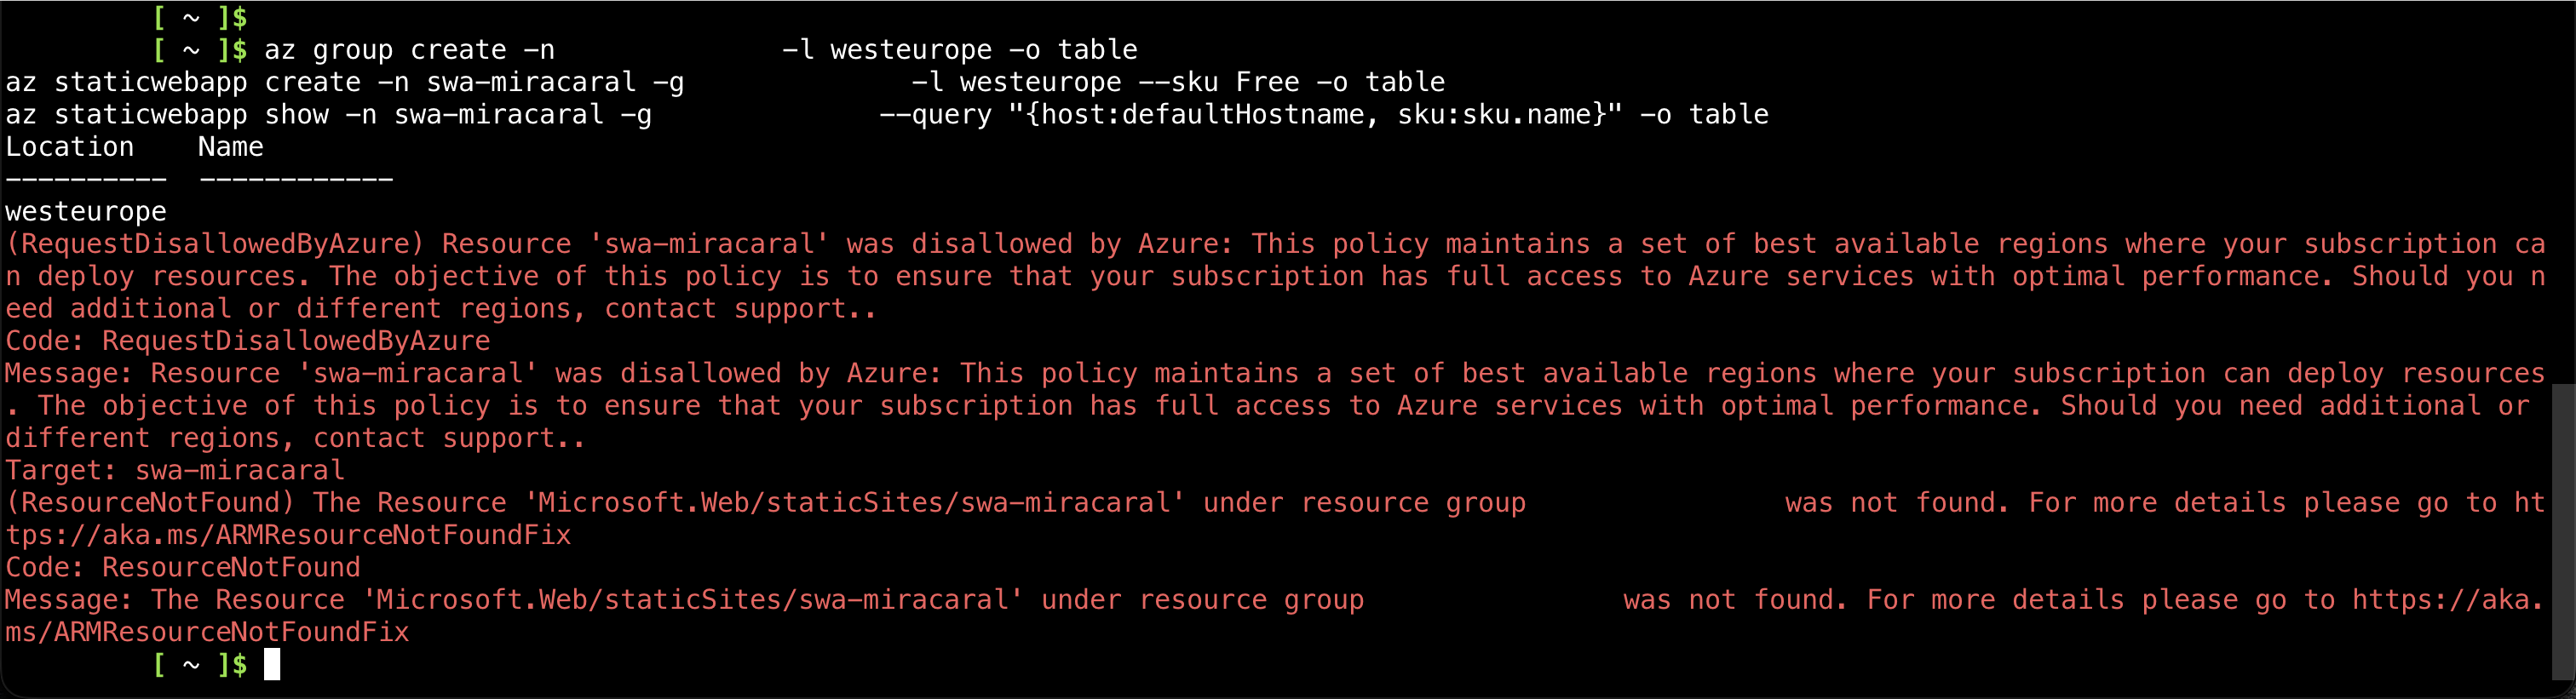 [ ~ ]$
[ ~ ]$ az group create -n -l westeurope -o table
az staticwebapp create -n swa-miracaral -g -l westeurope --sku Free -o table
az staticwebapp show -n swa-miracaral -g --query "{host:defaultHostname, sku:sku.name}" -o table
Location    Name
----------  ------------
westeurope
(RequestDisallowedByAzure) Resource 'swa-miracaral' was disallowed by Azure: This policy maintains a set of best available regions where your subscription ca
n deploy resources. The objective of this policy is to ensure that your subscription has full access to Azure services with optimal performance. Should you n
eed additional or different regions, contact support..
Code: RequestDisallowedByAzure
Message: Resource 'swa-miracaral' was disallowed by Azure: This policy maintains a set of best available regions where your subscription can deploy resources
. The objective of this policy is to ensure that your subscription has full access to Azure services with optimal performance. Should you need additional or
different regions, contact support..
Target: swa-miracaral
(ResourceNotFound) The Resource 'Microsoft.Web/staticSites/swa-miracaral' under resource group was not found. For more details please go to ht
tps://aka.ms/ARMResourceNotFoundFix
Code: ResourceNotFound
Message: The Resource 'Microsoft.Web/staticSites/swa-miracaral' under resource group was not found. For more details please go to https://aka.
ms/ARMResourceNotFoundFix
[ ~ ]$